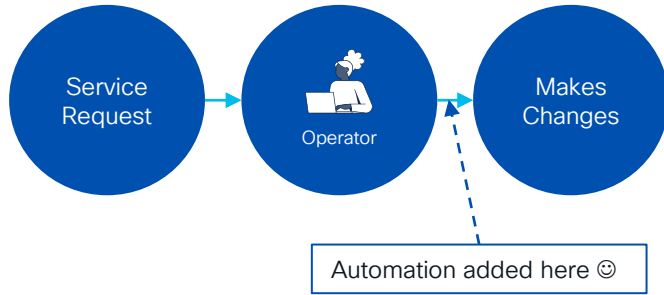 Service
Request
Operator
Makes
Changes
Automation added here ☺